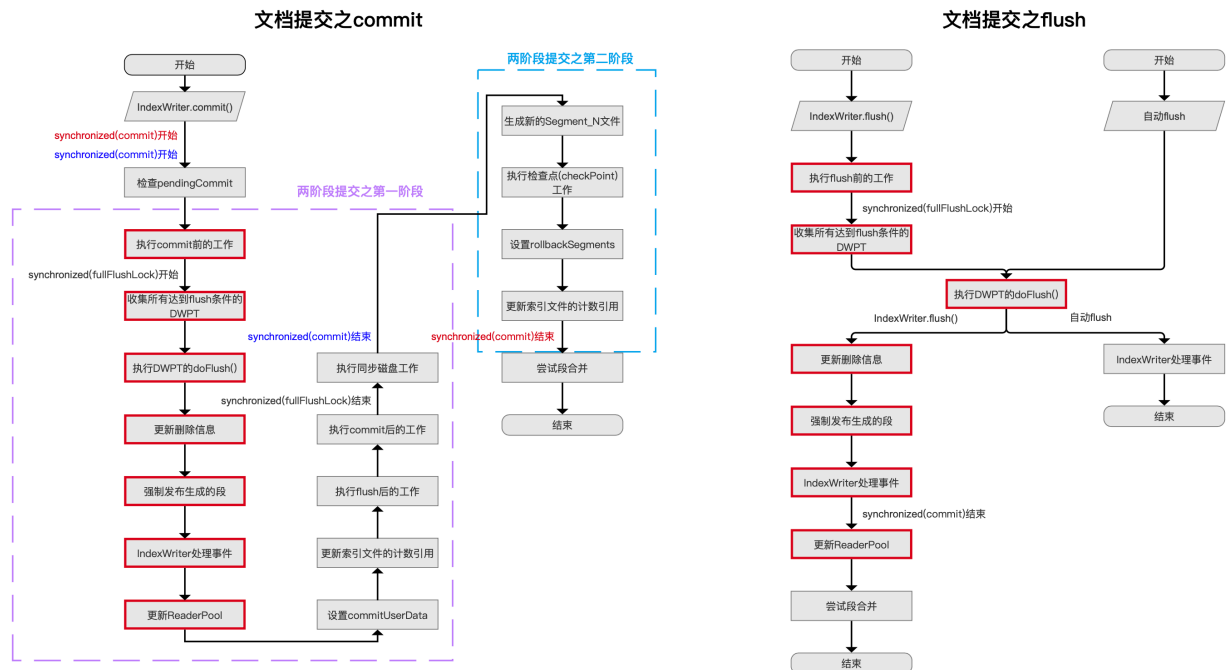 文档提交之commit
开始
IndexWriter.commit()
synchronized(commit)开始
synchronized(commit)开始
检查pendingCommit
两阶段提交之第一阶段
执行commit前的工作
synchronized(fullFlushLock)开始
收集所有达到flush条件的
DWPT
执行DWPT的doFlush()
更新删除信息
强制发布生成的段
IndexWriter处理事件
更新ReaderPool
设置commitUserData
更新索引文件的计数引用
执行flush后的工作
执行commit后的工作
synchronized(fullFlushLock)结束
执行同步磁盘工作
synchronized(commit)结束
两阶段提交之第二阶段
生成新的Segment_N文件
执行检查点(checkPoint)
工作
设置rollbackSegments
更新索引文件的计数引用
synchronized(commit)结束
尝试段合并
结束
文档提交之flush
开始
IndexWriter.flush()
执行flush前的工作
synchronized(fullFlushLock)开始
收集所有达到flush条件的
DWPT
开始
自动flush
执行DWPT的doFlush()
IndexWriter.flush()
自动flush
更新删除信息
强制发布生成的段
IndexWriter处理事件
synchronized(commit)结束
更新ReaderPool
尝试段合并
结束
IndexWriter处理事件
结束